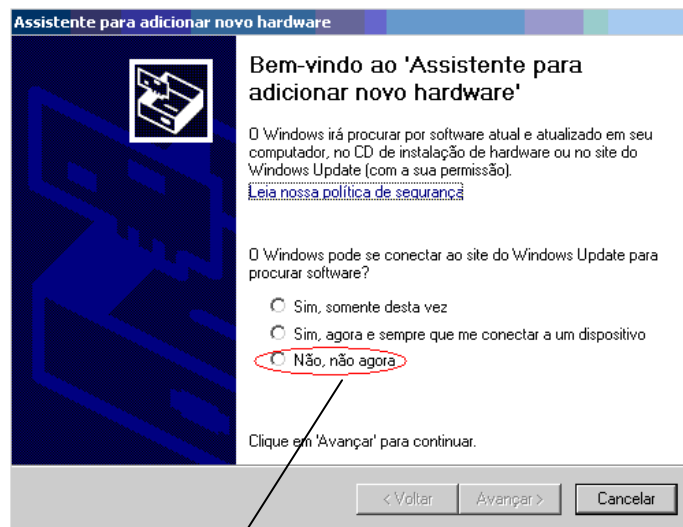 Assistente para adicionar novo hardware
Bem-vindo ao 'Assistente para
adicionar novo hardware'
O Windows irá procurar por software atual e atualizado em seu
computador, no CD de instalação de hardware ou no site do
Windows Update (com a sua permissão).
Leia nossa política de segurança
O Windows pode se conectar ao site do Windows Update para
procurar software?
Sim, somente desta vez
Sim, agora e sempre que me conectar a um dispositivo
Não, não agora
Clique em 'Avançar' para continuar.
< Voltar
Avançar >
Cancelar